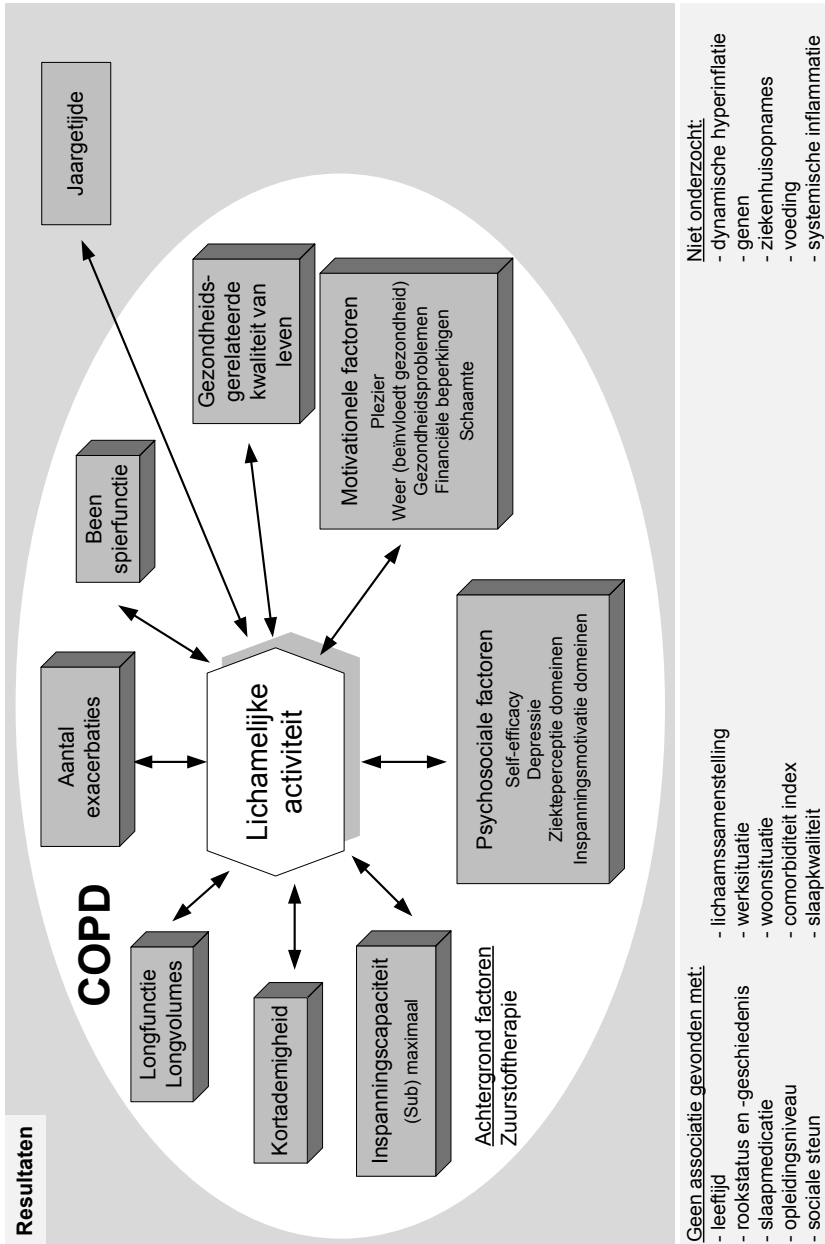 Resultaten
COPD
Longfunctie
Longvolumes
Kortademigheid
Inspanningscapaciteit
(Sub) maximaal
Achtergrond factoren
Zuurstoftherapie
Aantal
exacerbaties
Lichamelijke
activiteit
Psychosociale factoren
Self-efficacy
Depressie
Ziekteperceptie domeinen
Inspanningsmotivatie domeinen
Been
spierfunctie
Gezondheids-
gerelateerde
kwaliteit van
leven
Motivationele factoren
Plezier
Weer (beïnvloedt gezondheid)
Gezondheidsproblemen
Financiële beperkingen
Schaamte
Jaargetijde
Geen associatie gevonden met:
- leeftijd
- rookstatus en -geschiedenis
- slaapmedicatie
- opleidingsniveau
- sociale steun
- lichaamssamenstelling
- werksituatie
- woonsituatie
- comorbiditeit index
- slaapkwaliteit
Niet onderzocht:
- dynamische hyperinflatie
- genen
- ziekenhuisopnames
- voeding
- systemische inflammatie